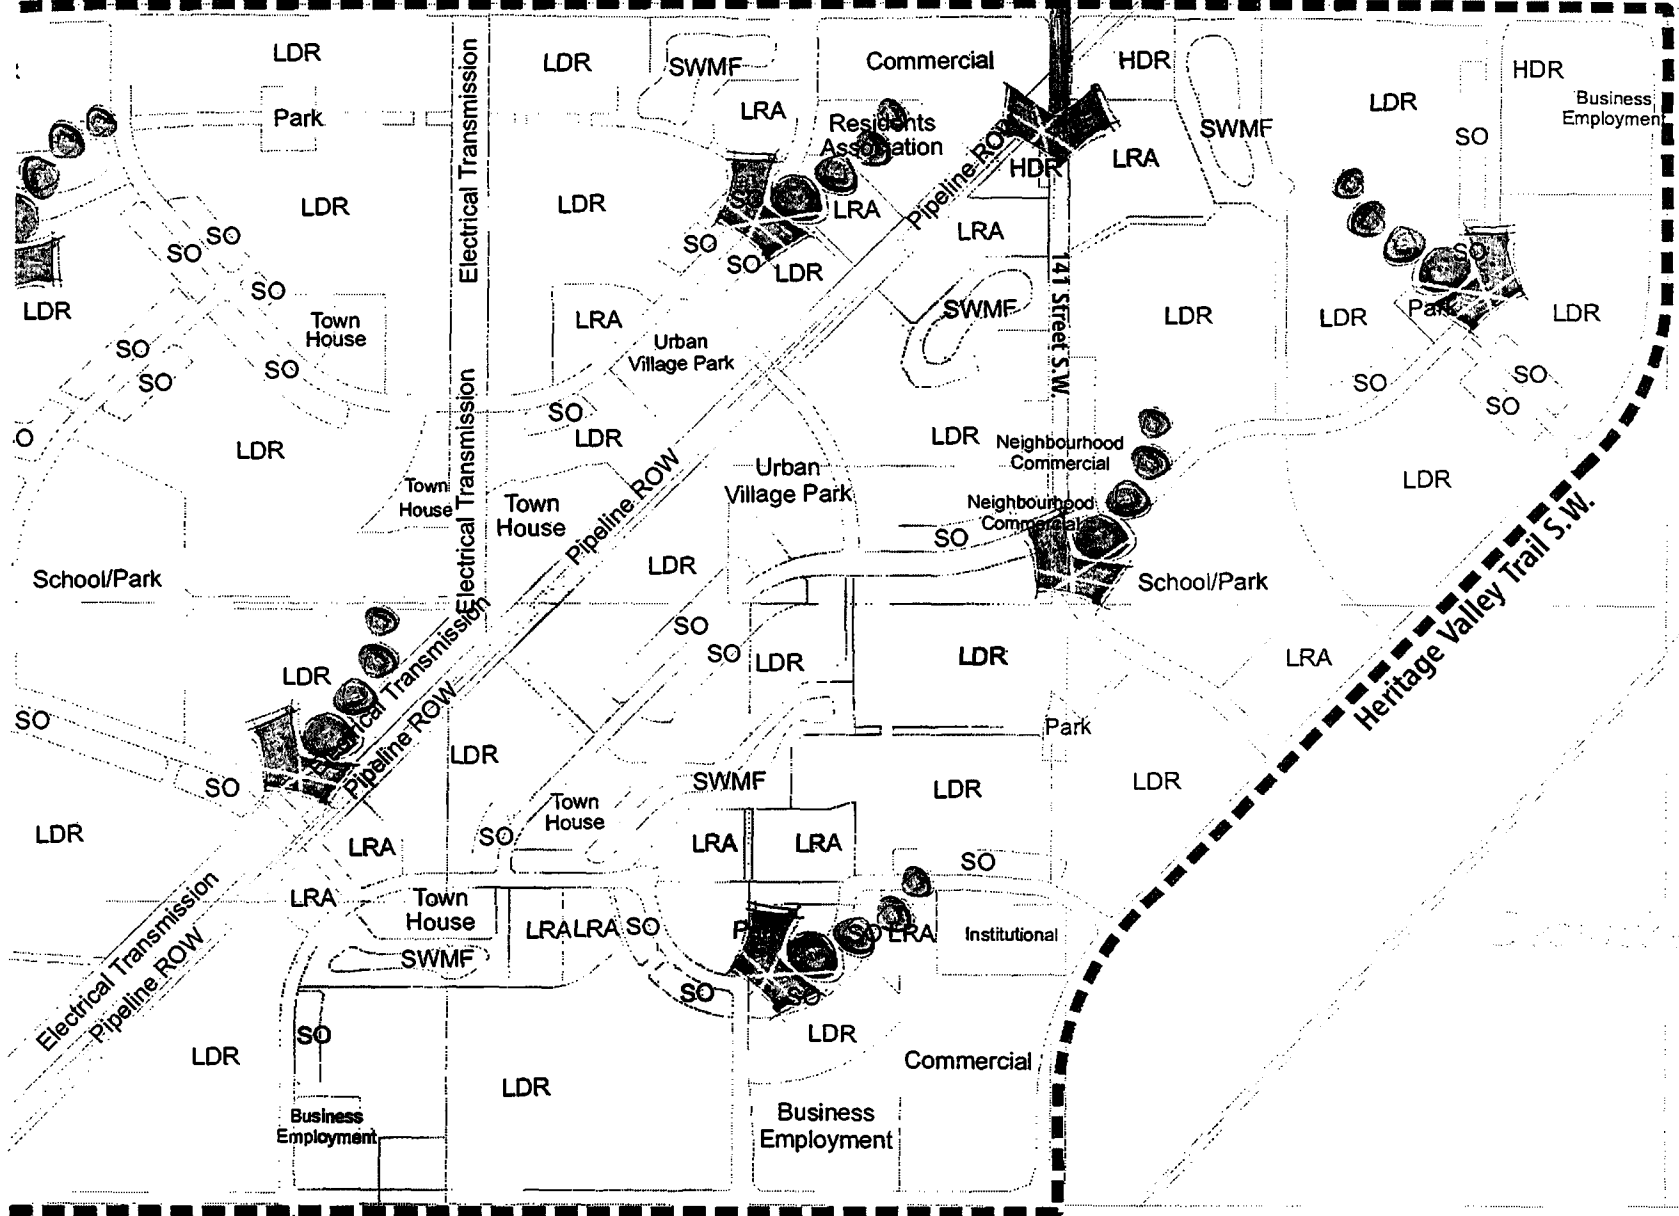 LDR
LDR
SWMF
Commercial
HDR
HDR
LDR
Business
Employment
Park
LRA
Residents
Association
SWMF
SO
Electrical Transmission
Pipeline ROW
HDR
LRA
LDR
LDR
LRA
LRA
SO
SO
SO
SO
SO
LDR
SO
SO
LDR
Town
House
LRA
Urban
Village Park
SWMF
141 Street S.W.
LDR
LDR
Park
LDR
SO
SO
SO
SO
SO
SO
SO
SO
LDR
LDR
LDR
Neighbourhood
Commercial
LDR
Town
House
Electrical Transmission
Town
House
Pipeline ROW
Urban
Village Park
Neighbourhood
Commercial
SO
School/Park
LDR
School/Park
Heritage Valley Trail S.W.
SO
SO
LDR
LDR
LRA
LDR
Electrical Transmission
Pipeline ROW
SO
SO
LDR
Park
SWMF
LDR
LDR
Town
House
LDR
LRA
SO
LRA
LRA
SO
LRA
Town
House
LRA
LRA
SO
Park
SO
LRA
Institutional
Electrical Transmission
Pipeline ROW
SWMF
SO
SO
SO
LDR
LDR
Commercial
LDR
Business
Employment
Business
Employment